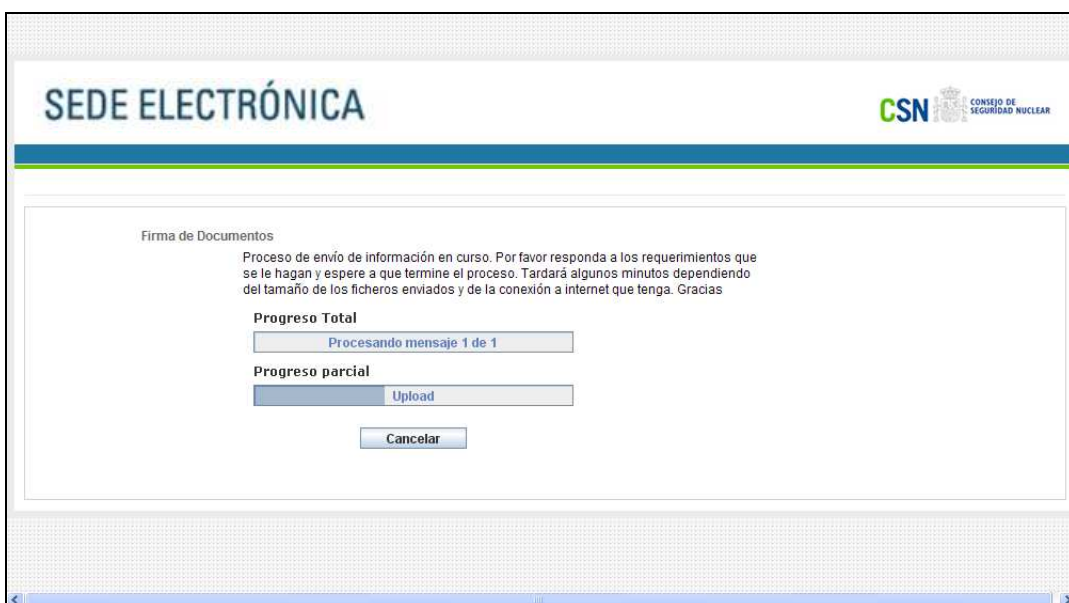 SEDE ELECTRÓNICA
CSN
CONSEJO DE
SEGURIDAD NUCLEAR
Firma de Documentos
Proceso de envío de información en curso. Por favor responda a los requerimientos que
se le hagan y espere a que termine el proceso. Tardará algunos minutos dependiendo
del tamaño de los ficheros enviados y de la conexión a internet que tenga. Gracias
Progreso Total
Procesando mensaje 1 de 1
Progreso parcial
Upload
Cancelar